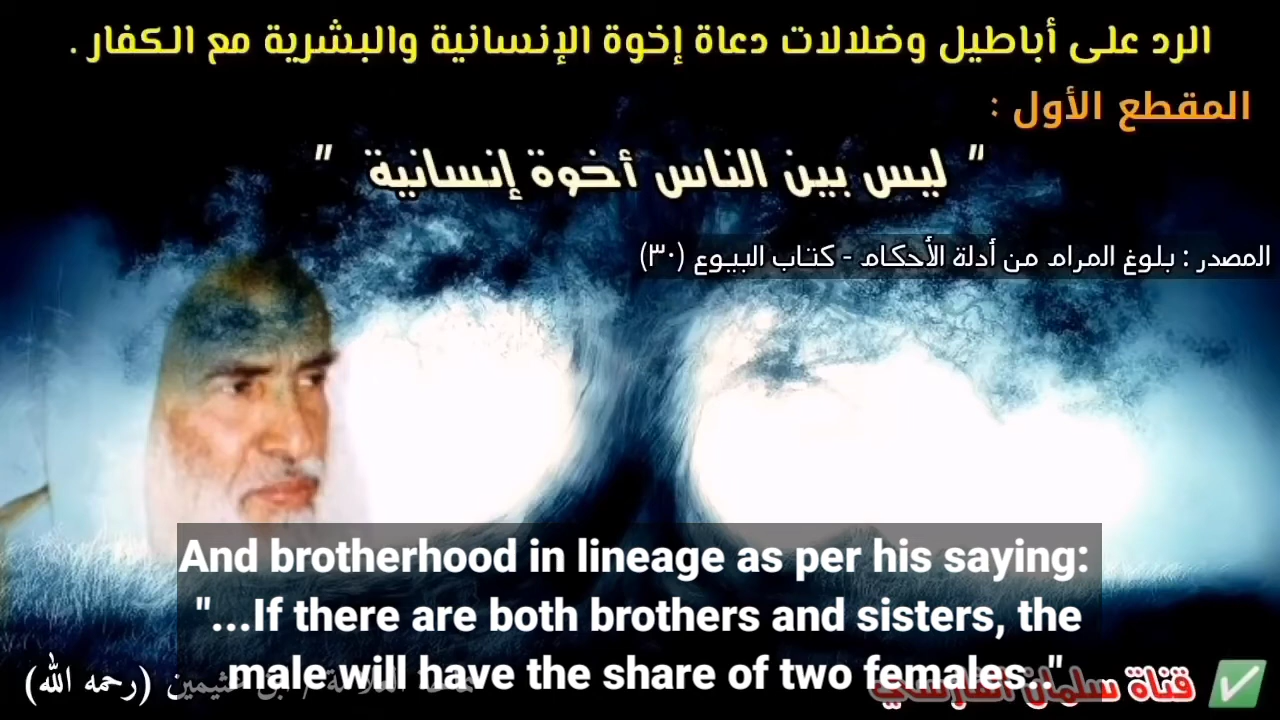 الرد على أباطيل وضلالات دعاة إخوة الإنسانية والبشرية مع الكفار .
المقطع الأول :
" ليس بين الناس أخوة إنسانية "
المصدر : بلوغ المرام من أدلة الأحكام - كتاب البيوع (٣٠)
And brotherhood in lineage as per his saying:
"...If there are both brothers and sisters, the
male will have the share of two females.."
(رحمه الله)
قناة سلمان الفارسي